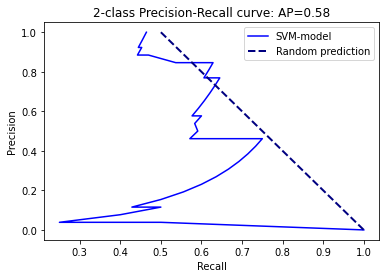 2-class Precision-Recall curve: AP=0.58
SVM-model
Random prediction
Precision
1.0
0.8
0.6
0.4
0.2
0.0
0.3 0.4 0.5 0.6 0.7 0.8 0.9 1.0
Recall